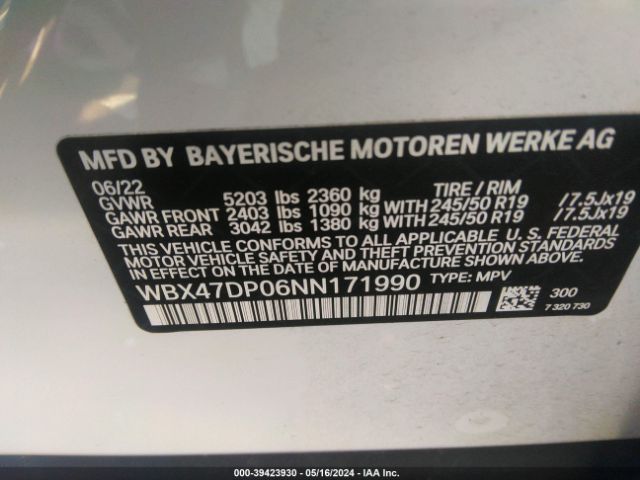 MFD BY BAYERISCHE MOTOREN WERKE AG
06/22 TIRE / RIM
GVWR 5203 lbs 2360 kg
GAWR FRONT 2403 lbs 1090 kg WITH 245/50 R19 /7.5Jx19
GAWR REAR 3042 lbs 1380 kg WITH 245/50 R19 /7.5Jx19
THIS VEHICLE CONFORMS TO ALL APPLICABLE U. S. FEDERAL
MOTOR VEHICLE SAFETY AND THEFT PREVENTION STANDARDS
IN EFFECT ON THE DATE OF MANUFACTURE SHOWN ABOVE.
WBX47DP06NN171990 TYPE: MPV
300
7 320 730
000-39423930 - 05/16/2024 - IAA Inc.